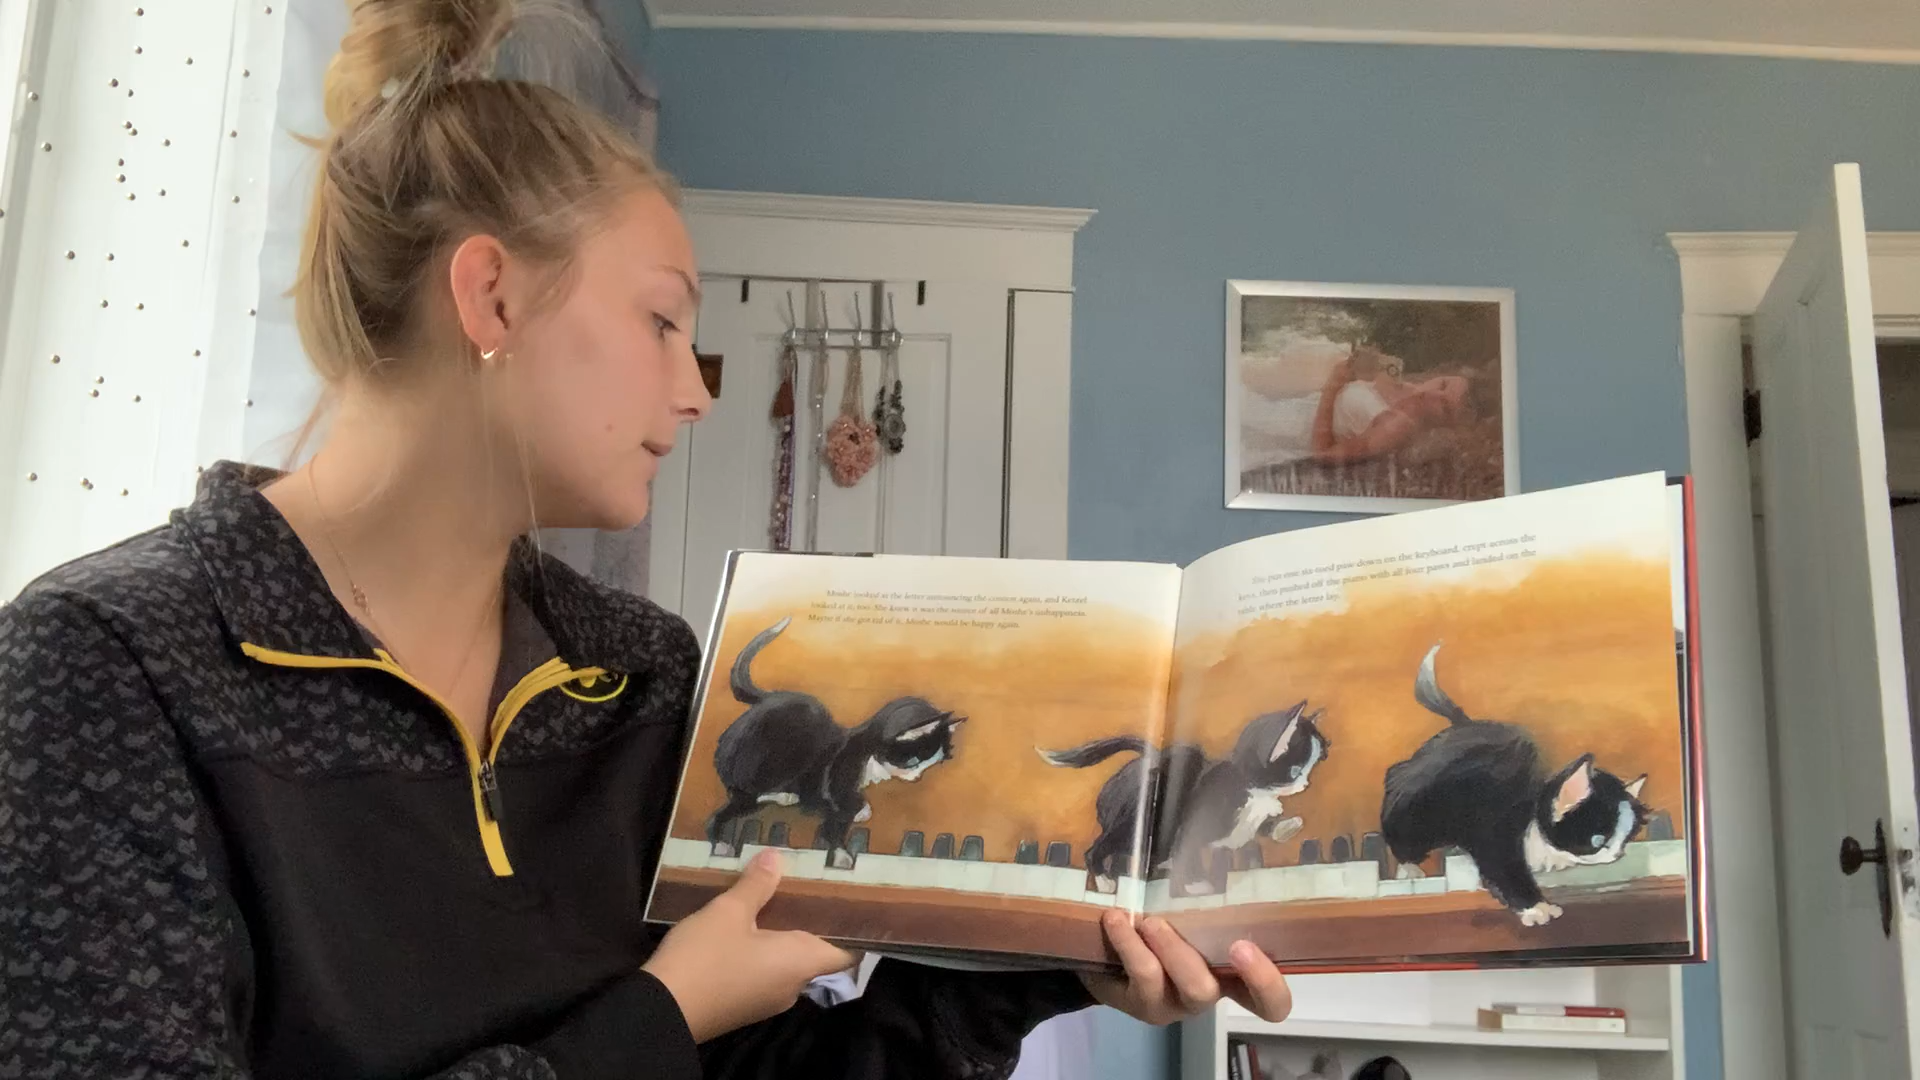 Moshe looked at the letter announcing the contest again, and Ketzel
looked at it, too. She knew it was the source of all Moshe's unhappiness.
Maybe if she got rid of it, Moshe would be happy again.
She put one six-toed paw down on the keyboard, crept across the
keys, then pushed off the piano with all four paws and landed on the
table where the letter lay.